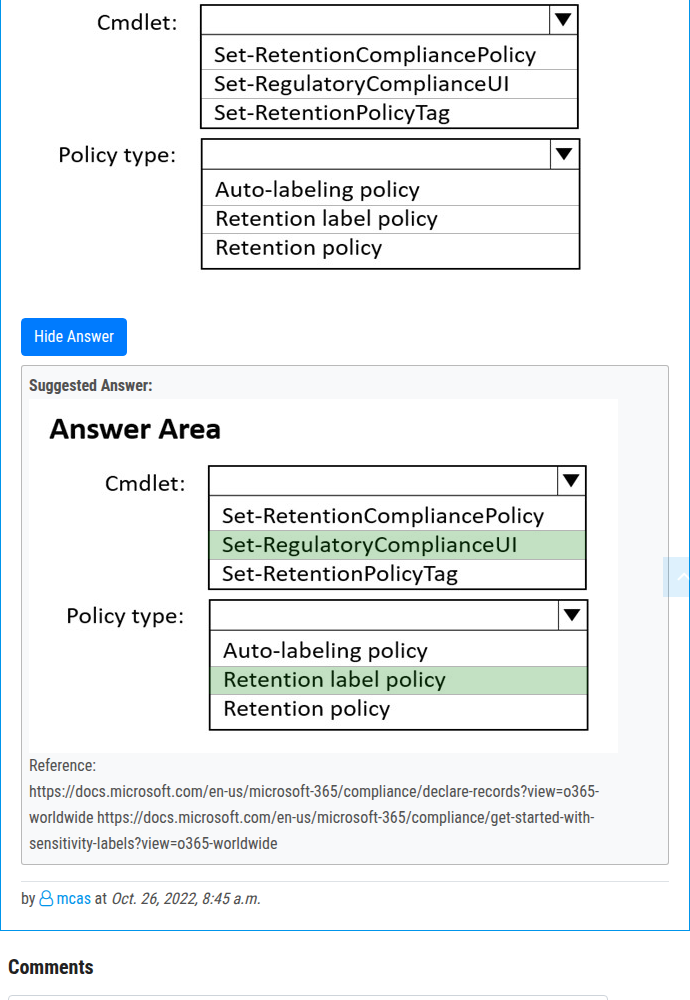 Cmdlet:
Set-RetentionCompliancePolicy
Set-RegulatoryComplianceUI
Set-RetentionPolicyTag
Policy type:
Auto-labeling policy
Retention label policy
Retention policy
Hide Answer
Suggested Answer:
Answer Area
Cmdlet:
Set-RetentionCompliancePolicy
Set-RegulatoryComplianceUI
Set-RetentionPolicyTag
Policy type:
Auto-labeling policy
Retention label policy
Retention policy
Reference:
https://docs.microsoft.com/en-us/microsoft-365/compliance/declare-records?view=o365-
worldwide https://docs.microsoft.com/en-us/microsoft-365/compliance/get-started-with-
sensitivity-labels?view=o365-worldwide
by mcas at Oct. 26, 2022, 8:45 a.m.
Comments